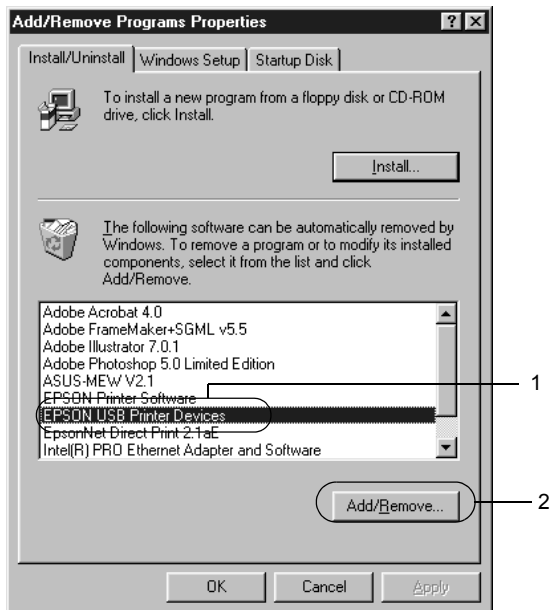 Add/Remove Programs Properties
Install/Uninstall
Windows Setup
Startup Disk
To install a new program from a floppy disk or CD-ROM
drive, click Install.
Install...
The following software can be automatically removed by
Windows. To remove a program or to modify its installed
components, select it from the list and click
Add/Remove.
Adobe Acrobat 4.0
Adobe FrameMaker+SGML v5.5
Adobe Illustrator 7.0.1
Adobe Photoshop 5.0 Limited Edition
ASUS-MEW V2.1
EPSON Printer Software
EPSON USB Printer Devices
EpsonNet Direct Print 2.1aE
Intel(R) PRO Ethernet Adapter and Software
1
Add/Remove...
2
OK
Cancel
Apply